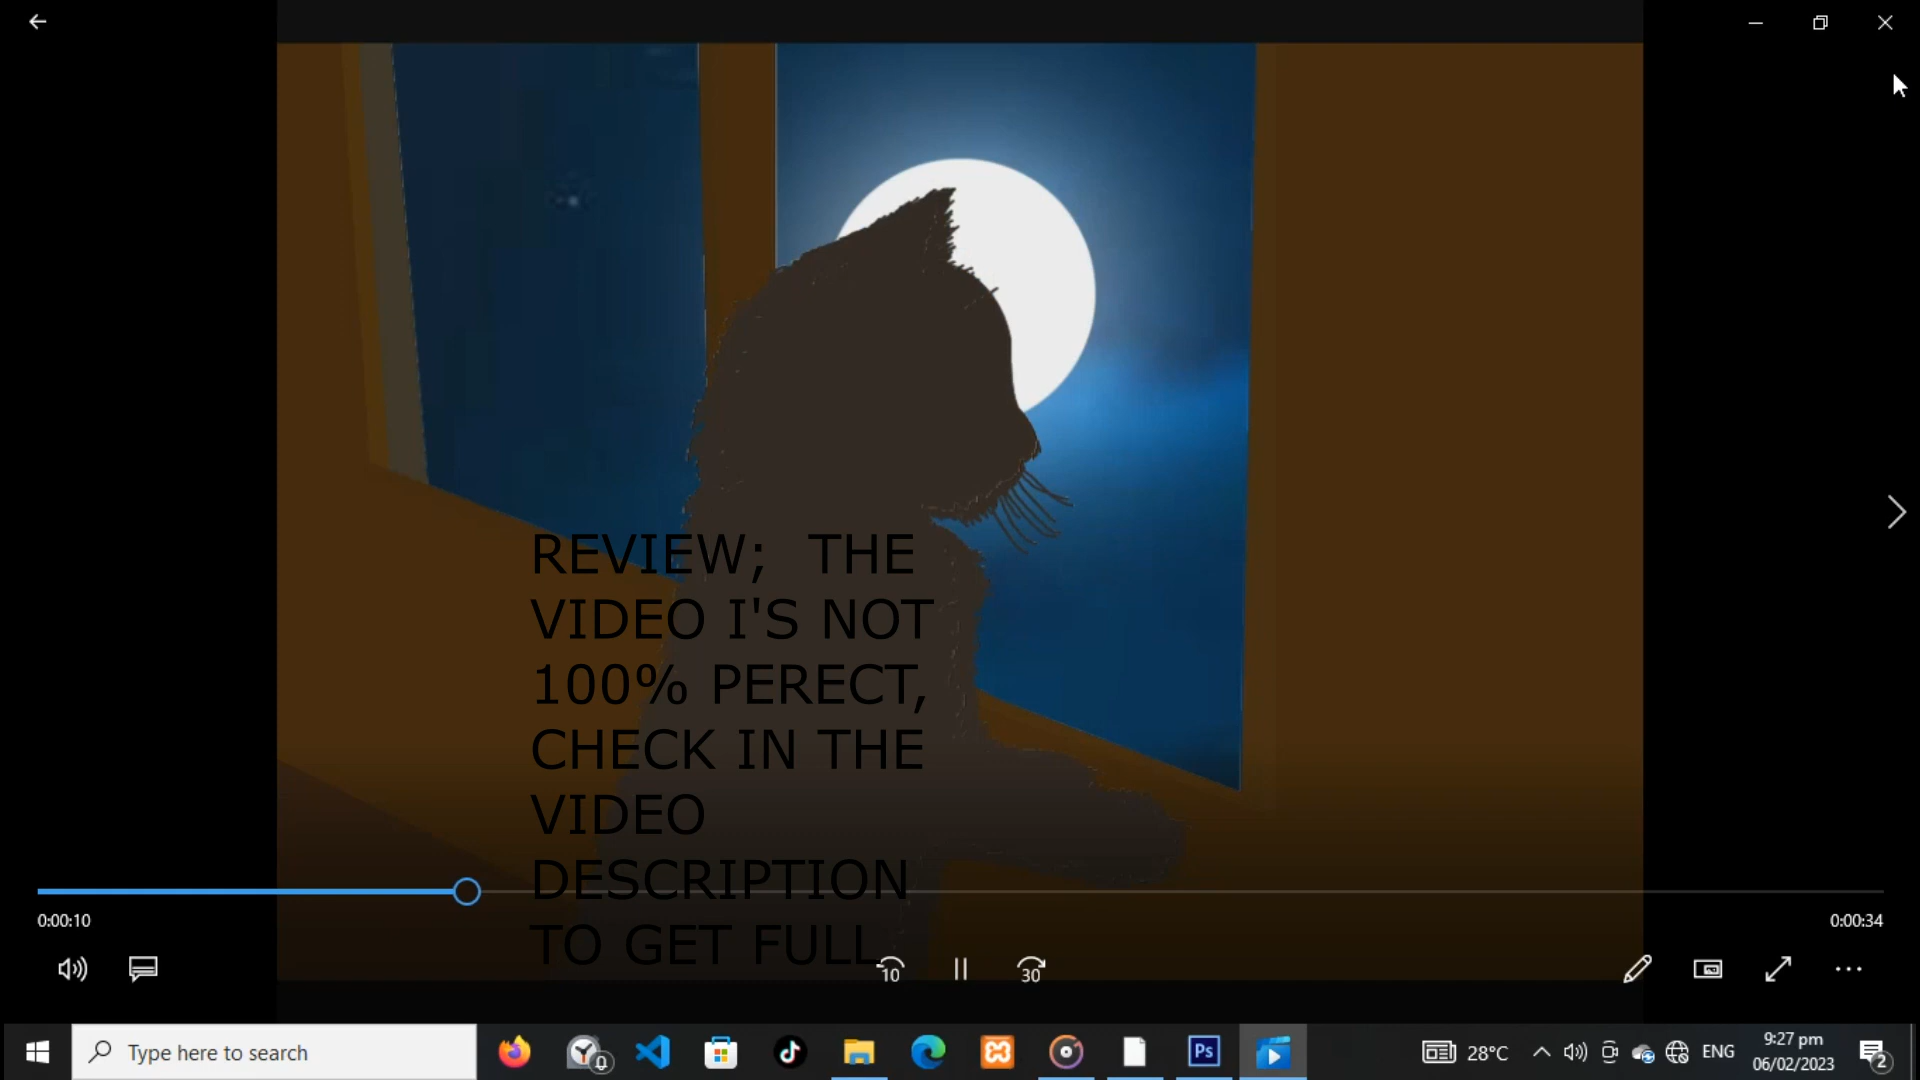 REVIEW;  THE
VIDEO I'S NOT
100% PERECT,
CHECK IN THE
VIDEO
DESCRIPTION
TO GET FULL
0:00:10
0:00:34
10
30
Type here to search
Ps
28°C
ENG
9:27 pm
06/02/2023
2